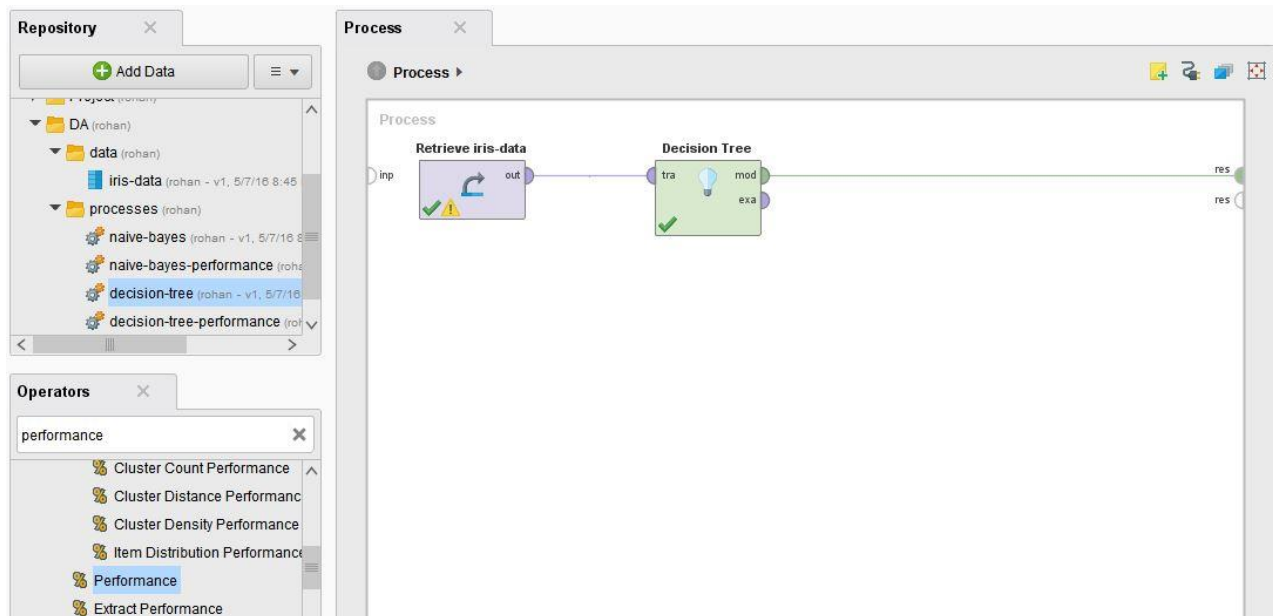 Repository
Add Data
DA (rohan)
data (rohan)
iris-data (rohan - v1, 5/7/16 8:45
processes (rohan)
naive-bayes (rohan - v1, 5/7/16
naive-bayes-performance
decision-tree (rohan - v1, 5/7/16
decision-tree-performance
Operators
performance
Cluster Count Performance
Cluster Distance Performanc
Cluster Density Performance
Item Distribution Performance
Performance
Extract Performance
Process
Process
Process
Retrieve iris-data
Decision Tree
inp
out
tra
mod
exa
res
res